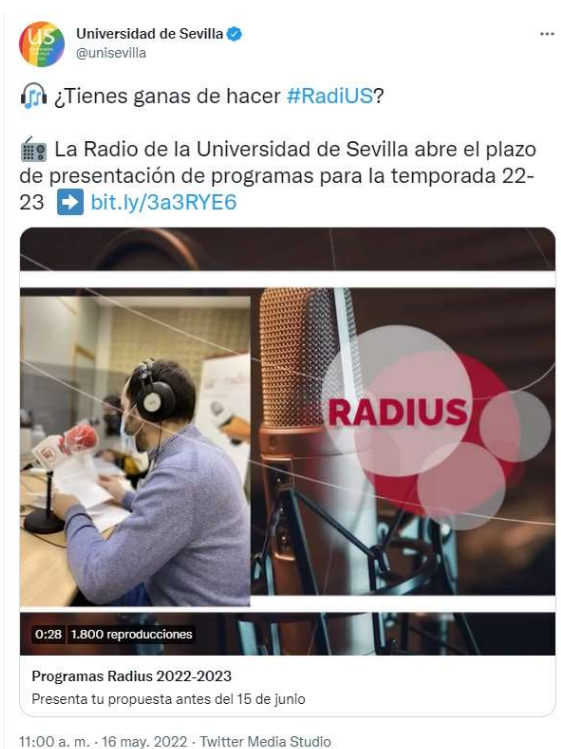 US
Universidad de Sevilla
@unisevilla
¿Tienes ganas de hacer #RadiUS?
La Radio de la Universidad de Sevilla abre el plazo
de presentación de programas para la temporada 22-
23 bit.ly/3a3RYE6
RADIUS
0:28 1.800 reproducciones
Programas Radius 2022-2023
Presenta tu propuesta antes del 15 de junio
11:00 a. m. · 16 may. 2022 · Twitter Media Studio